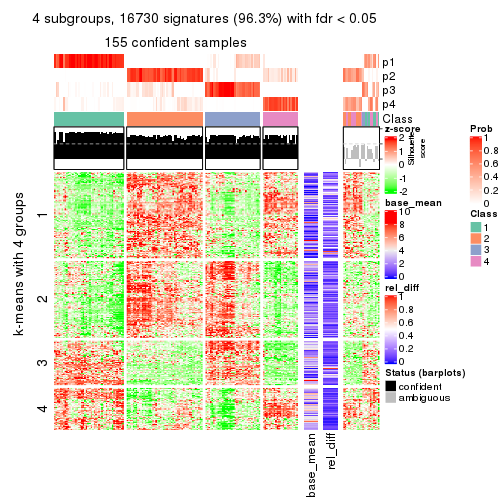 4 subgroups, 16730 signatures (96.3%) with fdr < 0.05
155 confident samples
p1
p2
p3
p4
Class
Silhouette score
z-score
2
1
0
-1
-2
base_mean
10
8
6
4
2
0
rel_diff
1
0.8
0.6
0.4
0.2
0
Status (barplots)
confident
ambiguous
Prob
1
0.8
0.6
0.4
0.2
0
Class
1
2
3
4
k-means with 4 groups
1
2
3
4
base_mean
rel_diff